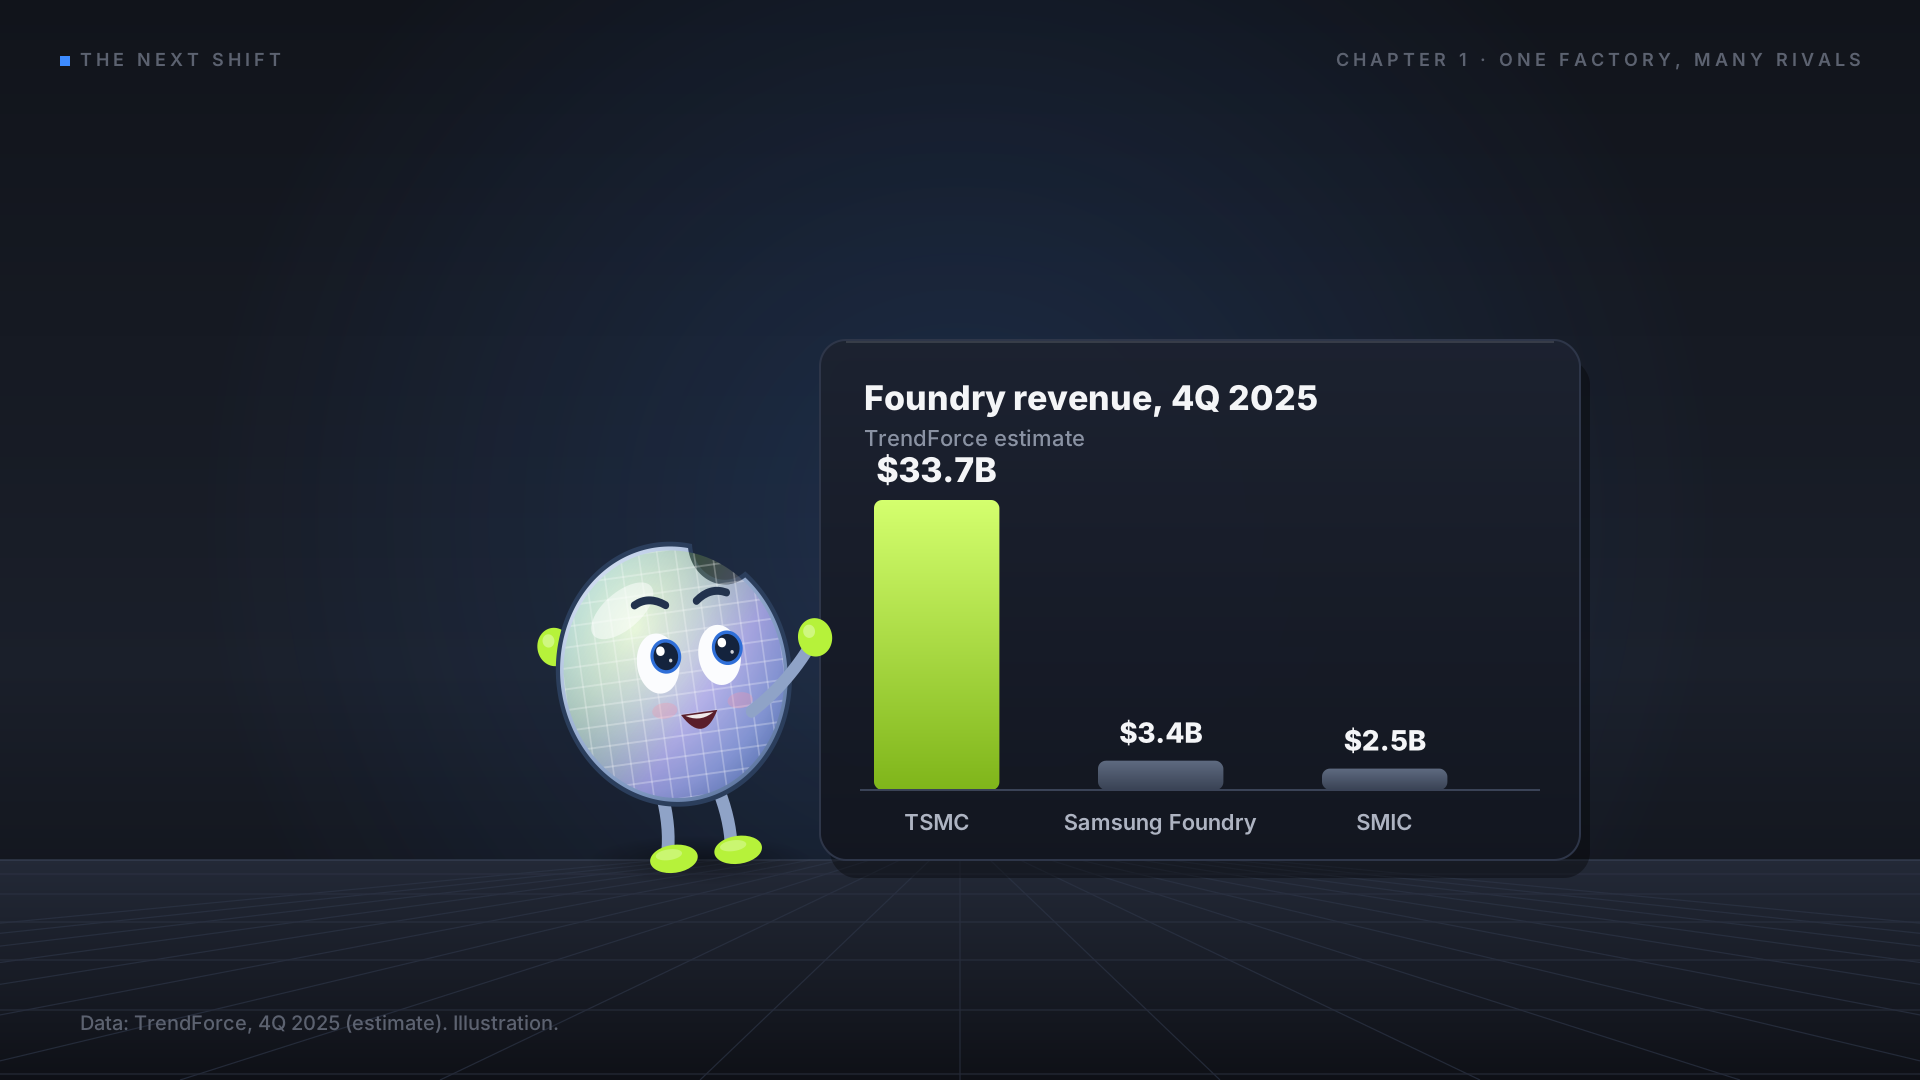 THE NEXT SHIFT
CHAPTER 1 · ONE FACTORY, MANY RIVALS
Foundry revenue, 4Q 2025
TrendForce estimate
$33.7B
$3.4B
$2.5B
TSMC
Samsung Foundry
SMIC
Data: TrendForce, 4Q 2025 (estimate). Illustration.